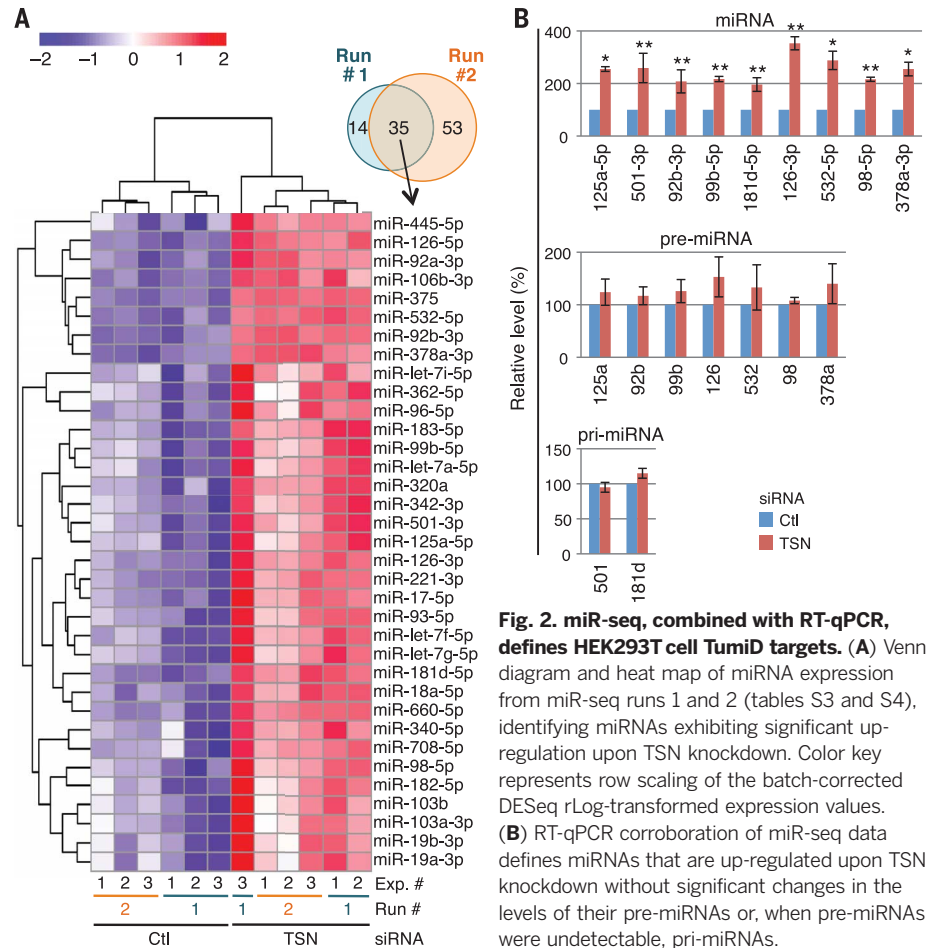 A
−2 −1 0 1 2
Run # 1
Run #2
14 35 53
miR-445-5p
miR-126-5p
miR-92a-3p
miR-106b-3p
miR-375
miR-532-5p
miR-92b-3p
miR-378a-3p
miR-let-7i-5p
miR-362-5p
miR-96-5p
miR-183-5p
miR-99b-5p
miR-let-7a-5p
miR-320a
miR-342-3p
miR-501-3p
miR-125a-5p
miR-126-3p
miR-221-3p
miR-17-5p
miR-93-5p
miR-let-7f-5p
miR-let-7g-5p
miR-181d-5p
miR-18a-5p
miR-660-5p
miR-340-5p
miR-708-5p
miR-98-5p
miR-182-5p
miR-103b
miR-103a-3p
miR-19b-3p
miR-19a-3p
1 2 3 1 2 3 3 1 2 3 1 2 Exp. #
2 1 1 2 1 Run #
Ctl TSN siRNA
B
miRNA
400
200
0
* ** ** ** ** ** * ** *
125a-5p
501-3p
92b-3p
99b-5p
181d-5p
126-3p
532-5p
98-5p
378a-3p
Relative level (%)
pre-miRNA
200
100
0
125a
92b
99b
126
532
98
378a
pri-miRNA
150
100
50
0
501
181d
siRNA
Ctl
TSN
Fig. 2. miR-seq, combined with RT-qPCR,
defines HEK293T cell TumiD targets. (A) Venn
diagram and heat map of miRNA expression
from miR-seq runs 1 and 2 (tables S3 and S4),
identifying miRNAs exhibiting significant up-
regulation upon TSN knockdown. Color key
represents row scaling of the batch-corrected
DESeq rLog-transformed expression values.
(B) RT-qPCR corroboration of miR-seq data
defines miRNAs that are up-regulated upon TSN
knockdown without significant changes in the
levels of their pre-miRNAs or, when pre-miRNAs
were undetectable, pri-miRNAs.